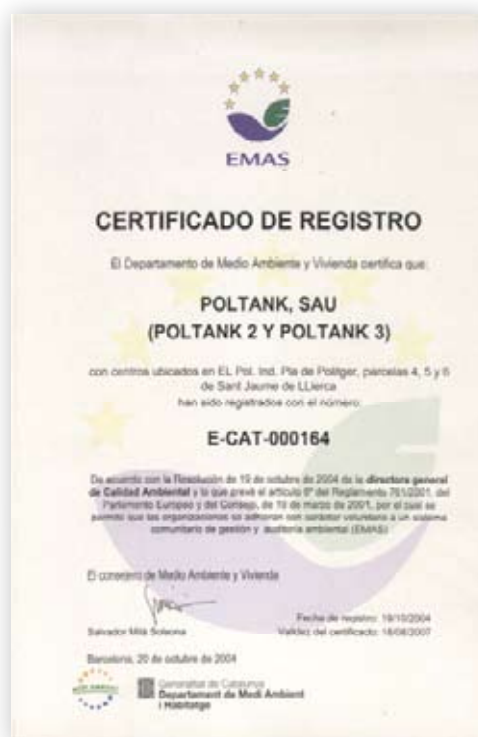 EMAS
CERTIFICADO DE REGISTRO
El Departamento de Medio Ambiente y Vivienda certifica que:
POLTANK, SAU
(POLTANK 2 Y POLTANK 3)
con centros ubicados en EL Pol. Ind. Pla de Politger, parcelas 4, 5 y 6
de Sant Jaume de LLierca
han sido registrados con el número:
E-CAT-000164
De acuerdo con la Resolución de 19 de octubre de 2004 de la directora general
de Calidad Ambiental y lo que prevé el artículo 6º del Reglamento 761/2001, del
Parlamento Europeo y del Consejo, de 19 de marzo de 2001, por el cual se
permite que las organizaciones se adhieran con carácter voluntario a un sistema
comunitario de gestión y auditoría ambiental (EMAS)
El consejero de Medio Ambiente y Vivienda
Salvador Milà Solsona
Fecha de registro: 19/10/2004
Validez del certificado: 16/06/2007
Barcelona, 20 de octubre de 2004
Generalitat de Catalunya
Departament de Medi Ambient
i Habitatge